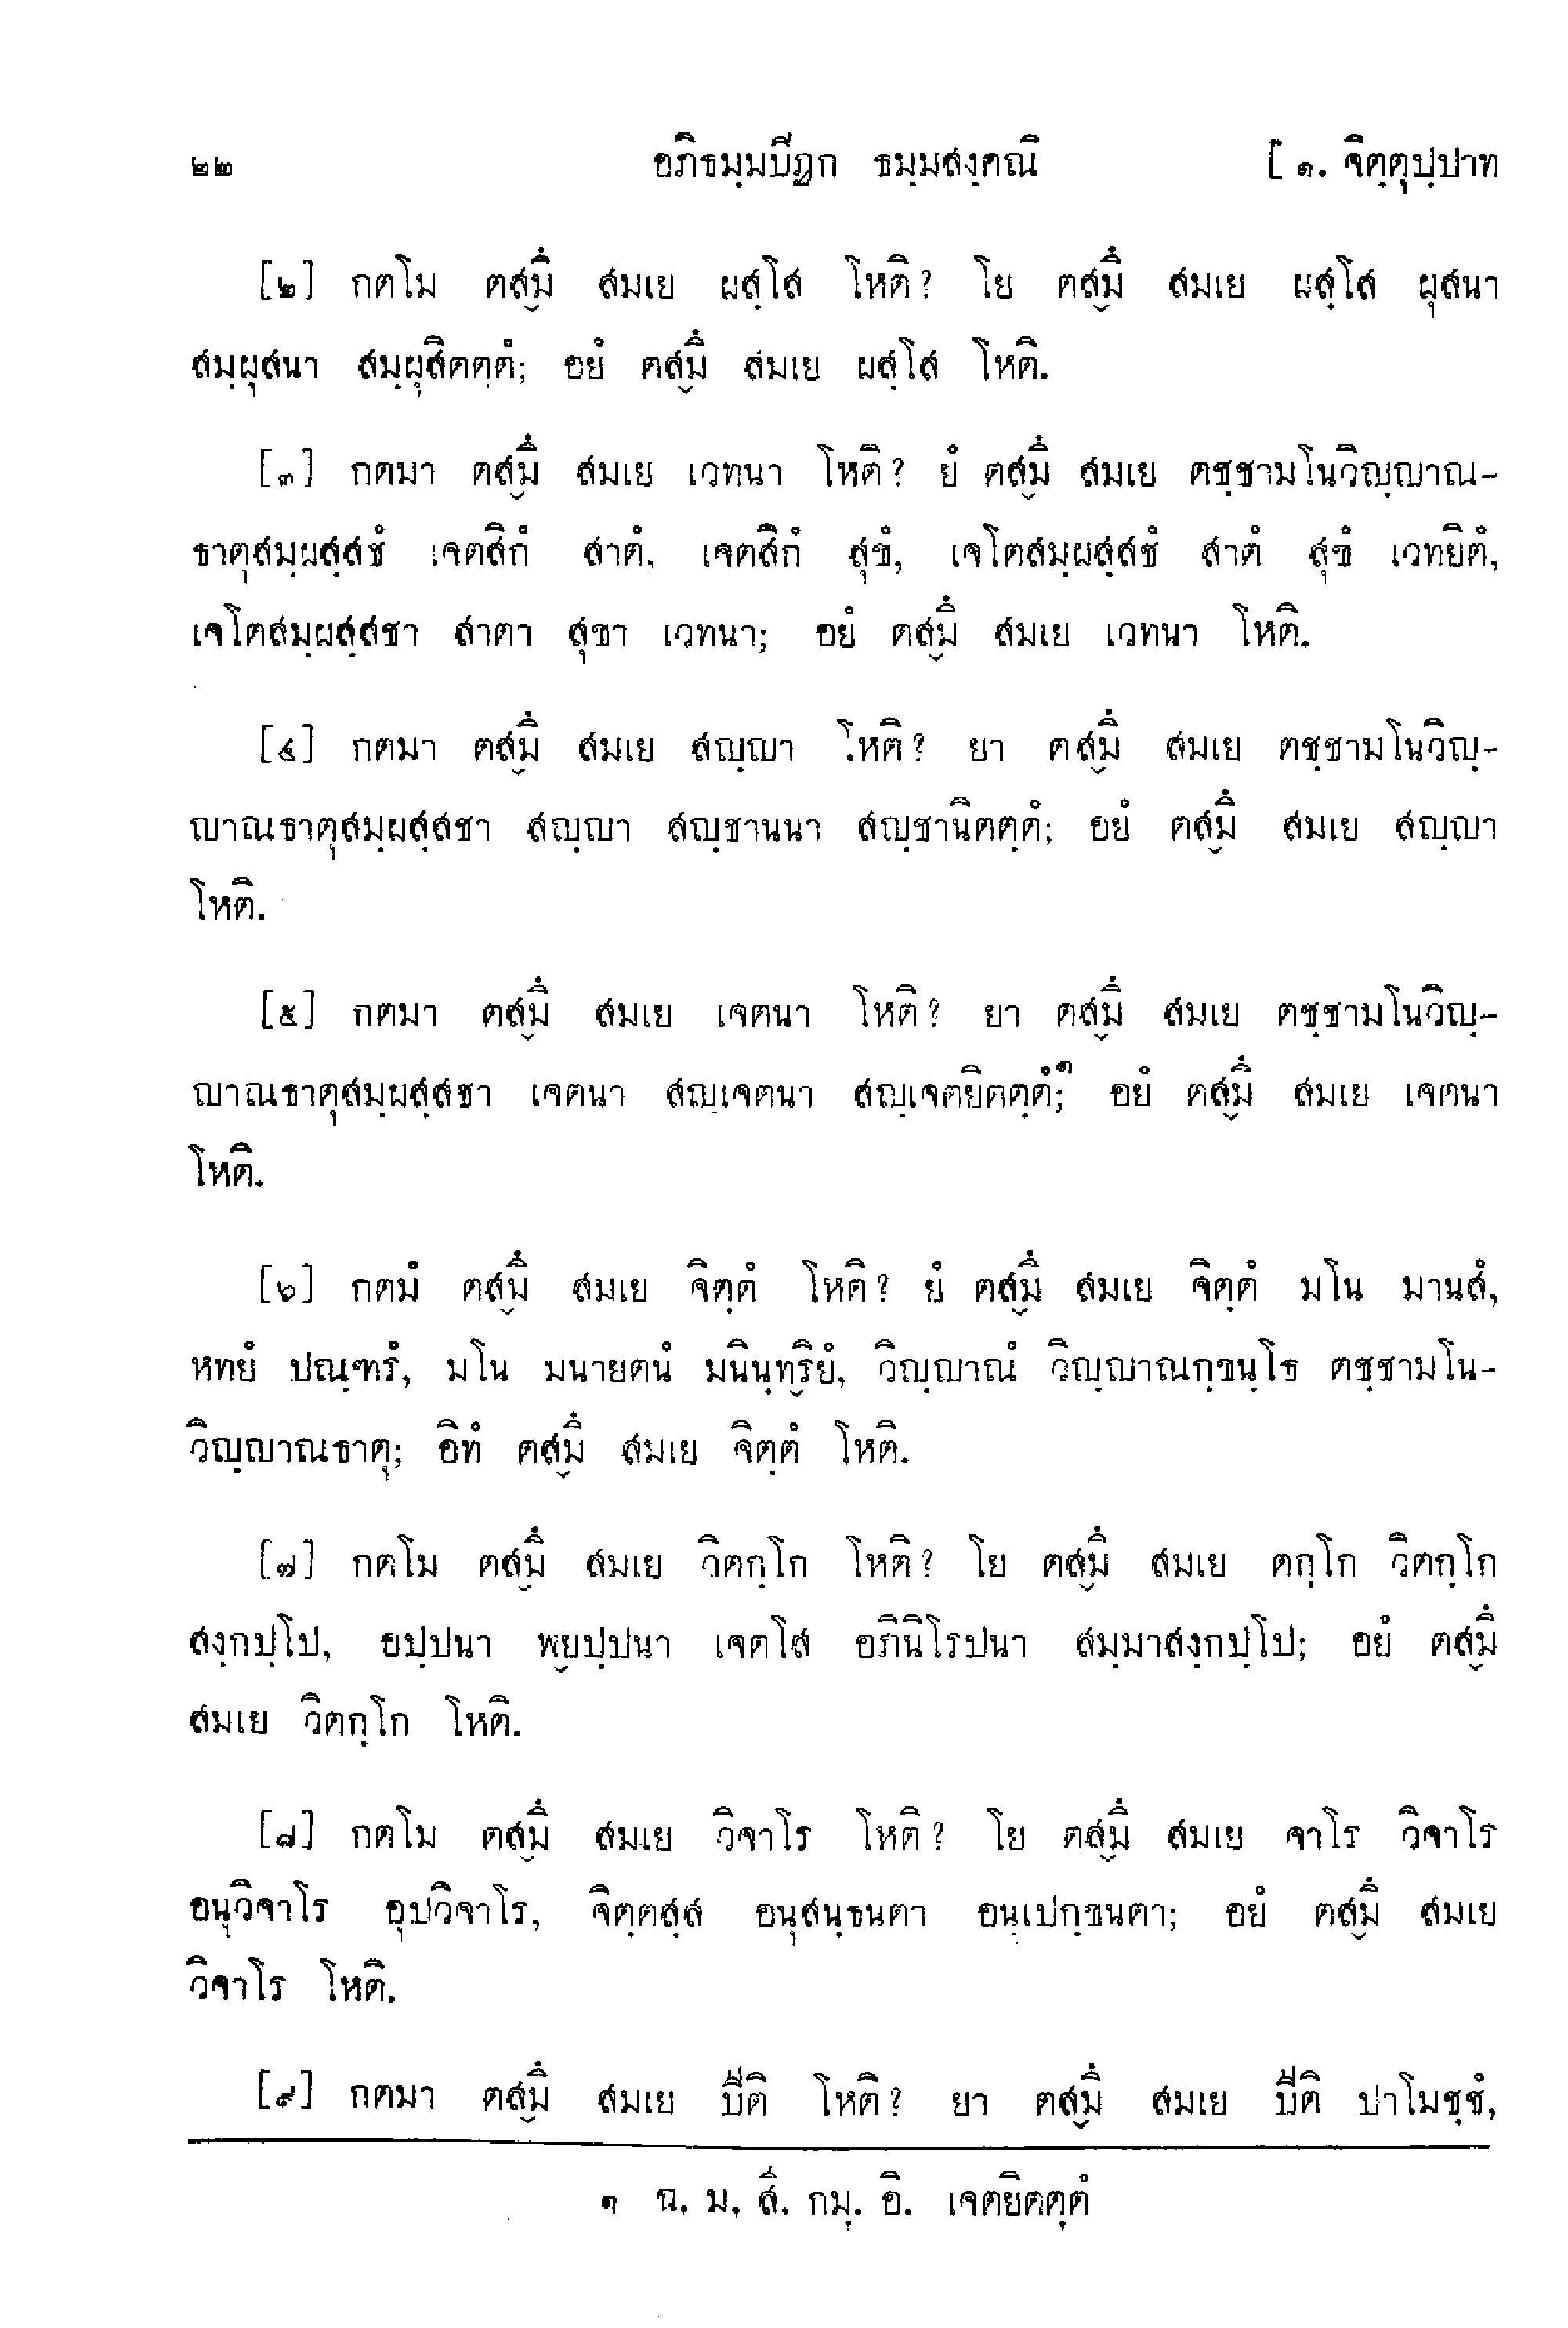 ๒๒ อภิธมฺมปีฏก ธมฺมสงฺคณี [ ๑. จิตฺตุปฺปาท
[๒] กตโม ตสฺมึ สมเย ผสฺโส โหติ? โย ตสฺมึ สมเย ผสฺโส ผุสนา
สมฺผุสนา สมฺผุสิตตฺตํ; อยํ ตสฺมึ สมเย ผสฺโส โหติ.
[๓] กตมา ตสฺมึ สมเย เวทนา โหติ? ยํ ตสฺมึ สมเย ตชฺชามโนวิญฺญาณ-
ธาตุสมฺผสฺสชํ เจตสิกํ สาตํ, เจตสิกํ สุขํ, เจโตสมฺผสฺสชํ สาตํ สุขํ เวทยิตํ,
เจโตสมฺผสฺสชา สาตา สุขา เวทนา; อยํ ตสฺมึ สมเย เวทนา โหติ.
[๔] กตมา ตสฺมึ สมเย สญฺญา โหติ? ยา ตสฺมึ สมเย ตชฺชามโนวิญฺ-
ญาณธาตุสมฺผสฺสชา สญฺญา สญฺชานนา สญฺชานิตตฺตํ; อยํ ตสฺมึ สมเย สญฺญา
โหติ.
[๕] กตมา ตสฺมึ สมเย เจตนา โหติ? ยา ตสฺมึ สมเย ตชฺชามโนวิญฺ-
ญาณธาตุสมฺผสฺสชา เจตนา สญฺเจตนา สญฺเจตยิตตฺตํ;๑ อยํ ตสฺมึ สมเย เจตนา
โหติ.
[๖] กตมํ ตสฺมึ สมเย จิตฺตํ โหติ? ยํ ตสฺมึ สมเย จิตฺตํ มโน มานสํ,
หทยํ ปณฺฑรํ, มโน มนายตนํ มนินฺทฺริยํ, วิญฺญาณํ วิญฺญาณกฺขนฺโธ ตชฺชามโน-
วิญฺญาณธาตุ; อิทํ ตสฺมึ สมเย จิตฺตํ โหติ.
[๗] กตโม ตสฺมึ สมเย วิตกฺโก โหติ? โย ตสฺมึ สมเย ตกฺโก วิตกฺโก
สงฺกปฺโป, อปฺปนา พฺยปฺปนา เจตโส อภินิโรปนา สมฺมาสงฺกปฺโป; อยํ ตสฺมึ
สมเย วิตกฺโก โหติ.
[๘] กตโม ตสฺมึ สมเย วิจาโร โหติ? โย ตสฺมึ สมเย จาโร วิจาโร
อนุวิจาโร อุปวิจาโร, จิตฺตสฺส อนุสนฺธนตา อนุเปกฺขนตา; อยํ ตสฺมึ สมเย
วิจาโร โหติ.
[๙] กตมา ตสฺมึ สมเย ปีติ โหติ? ยา ตสฺมึ สมเย ปีติ ปาโมชฺชํ,
๑ ฉ. ม, สี. กมฺ. อิ. เจตยิตตฺตํ